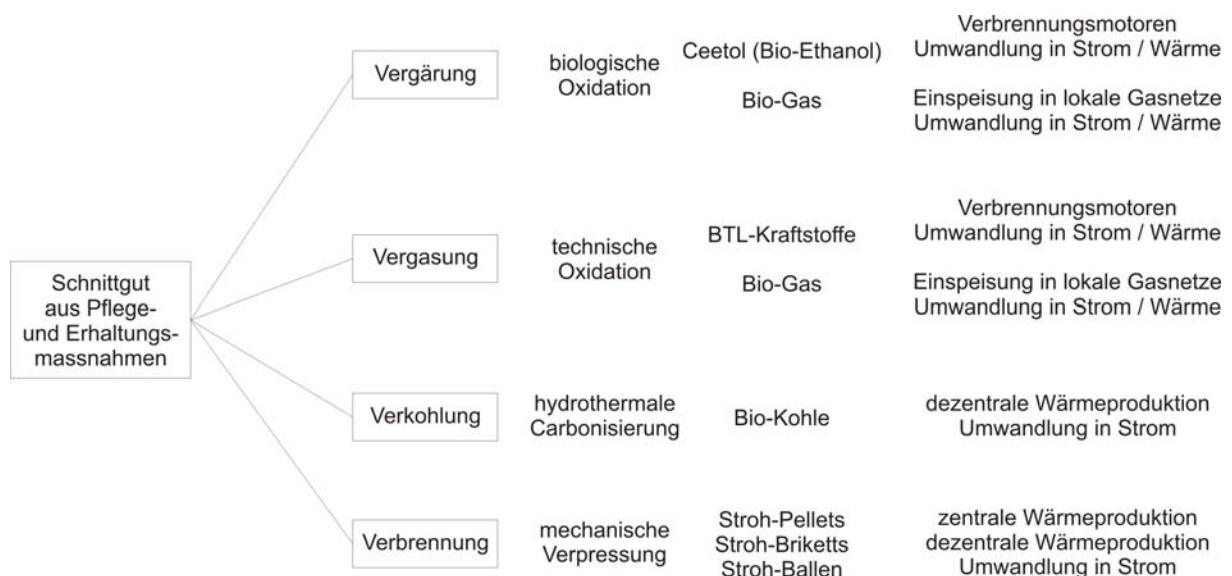 Schnittgut
aus Pflege-
und Erhaltungs-
massnahmen
Vergärung
biologische
Oxidation
Ceetol (Bio-Ethanol)
Verbrennungsmotoren
Umwandlung in Strom / Wärme
Bio-Gas
Einspeisung in lokale Gasnetze
Umwandlung in Strom / Wärme
Vergasung
technische
Oxidation
BTL-Kraftstoffe
Verbrennungsmotoren
Umwandlung in Strom / Wärme
Bio-Gas
Einspeisung in lokale Gasnetze
Umwandlung in Strom / Wärme
Verkohlung
hydrothermale
Carbonisierung
Bio-Kohle
dezentrale Wärmeproduktion
Umwandlung in Strom
Verbrennung
mechanische
Verpressung
Stroh-Pellets
Stroh-Briketts
Stroh-Ballen
zentrale Wärmeproduktion
dezentrale Wärmeproduktion
Umwandlung in Strom